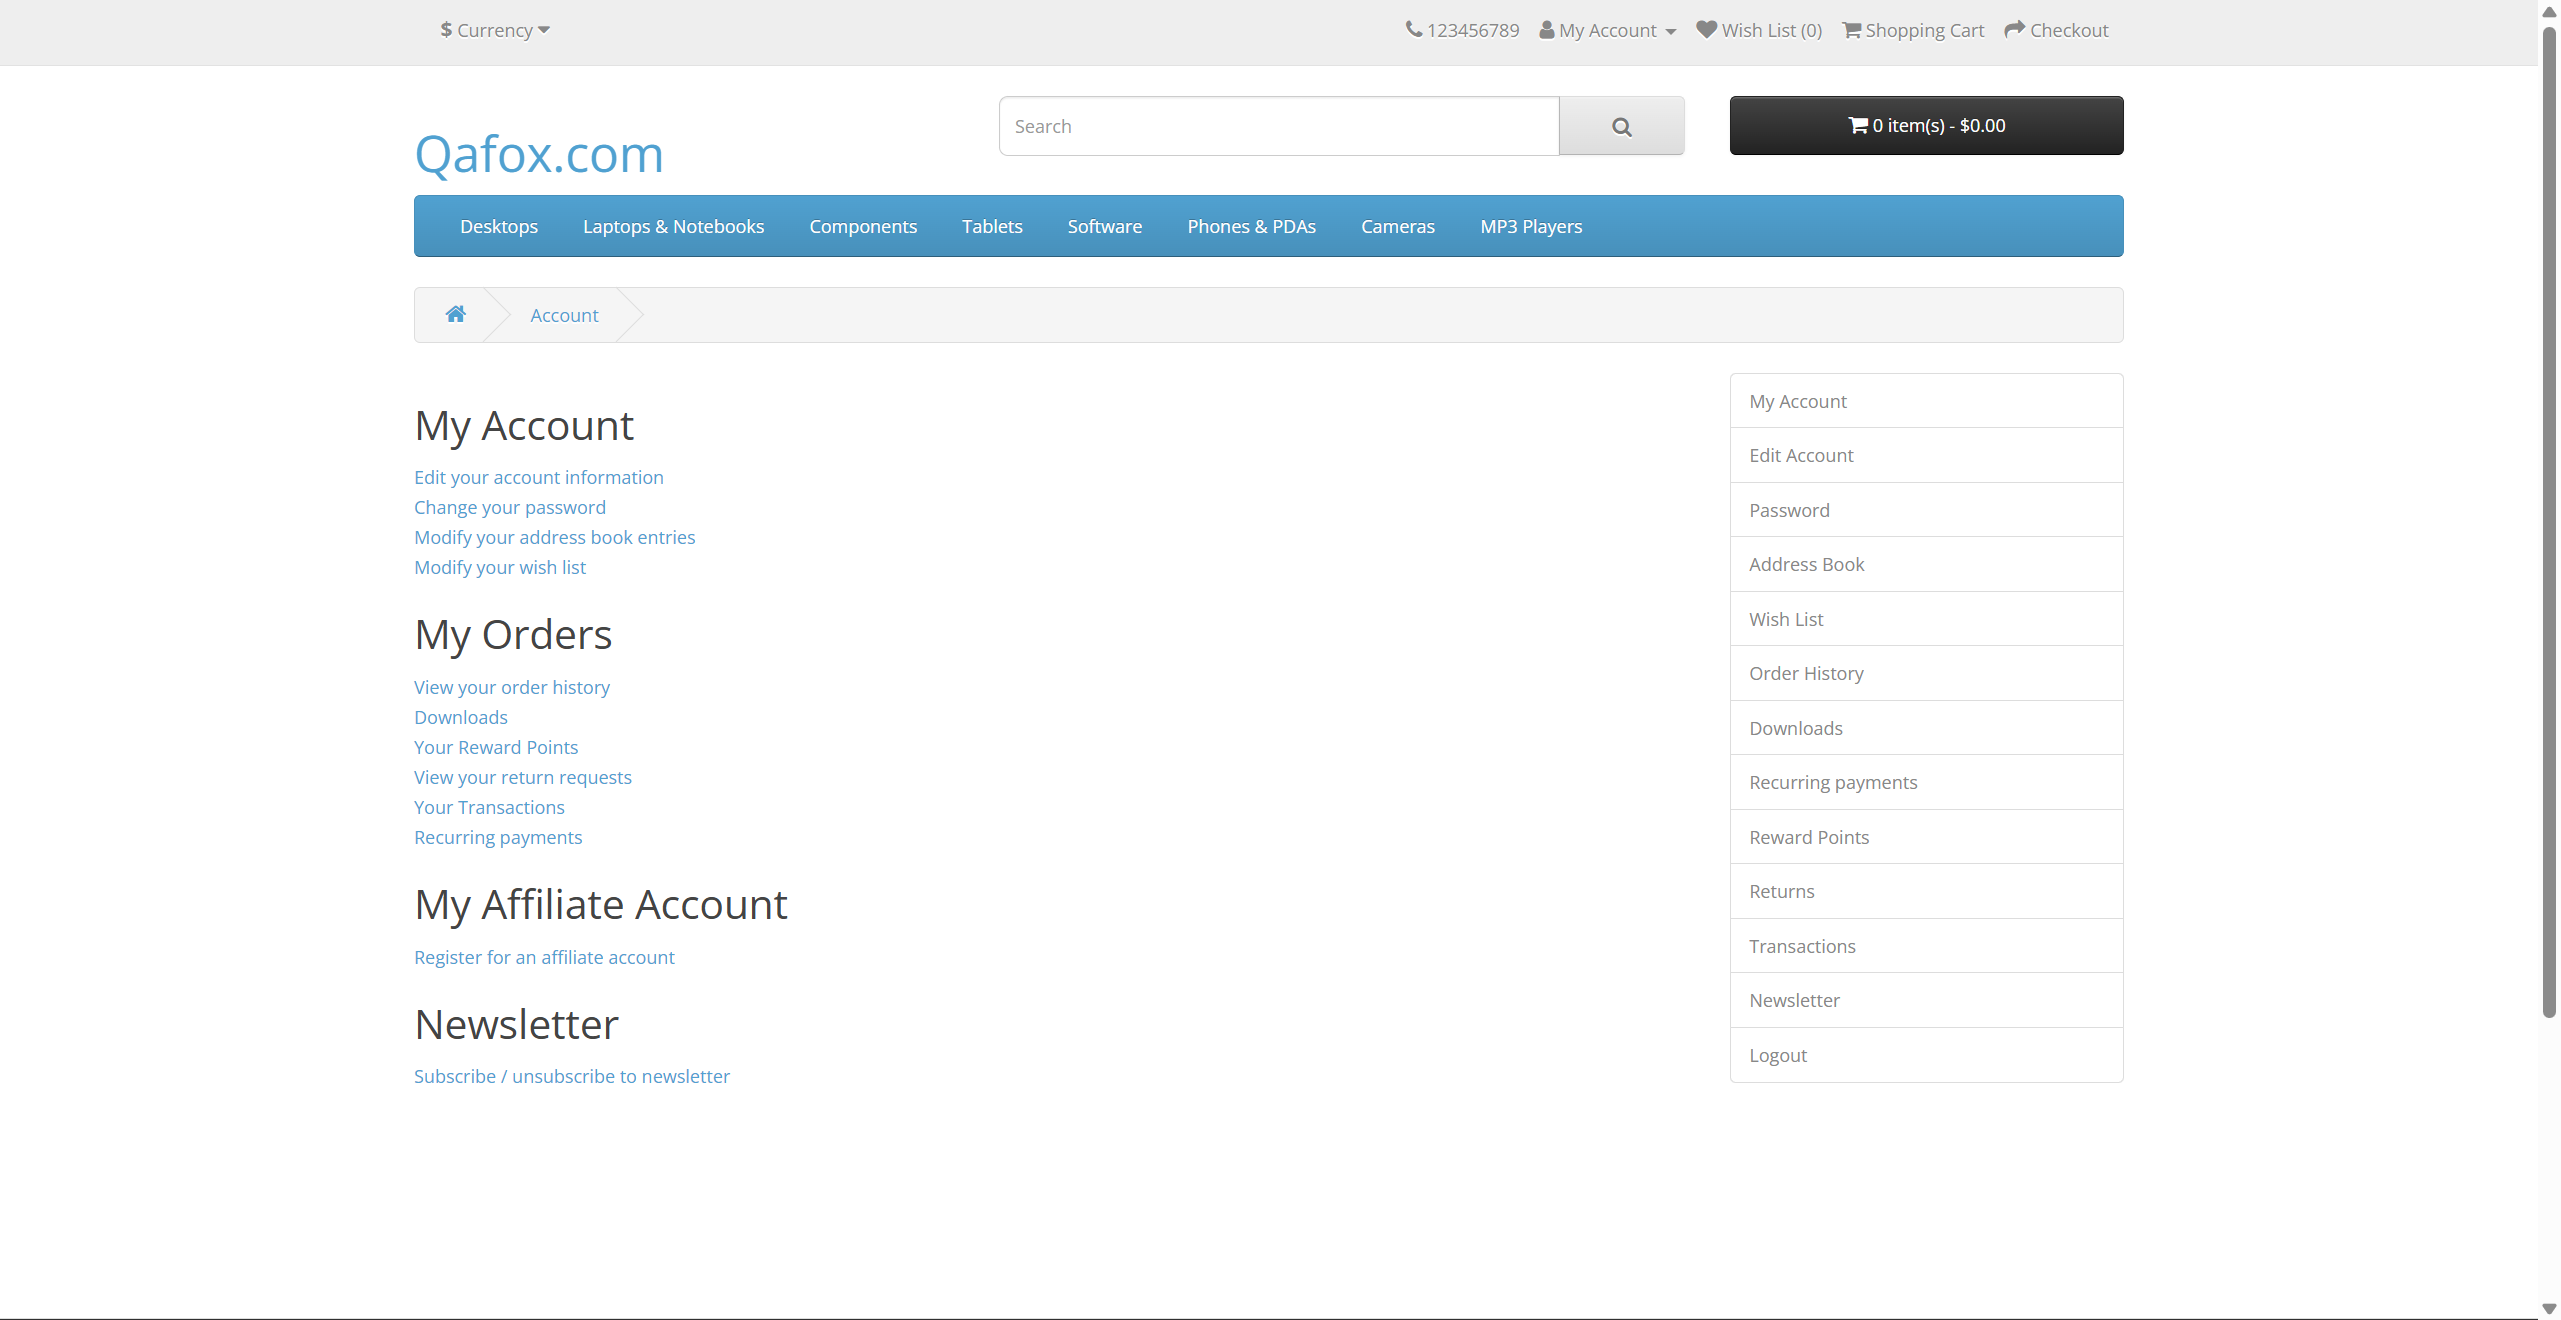 $ Currency
123456789 My Account Wish List (0) Shopping Cart Checkout
Qafox.com
Search
0 item(s) - $0.00
Desktops Laptops & Notebooks Components Tablets Software Phones & PDAs Cameras MP3 Players
Account
My Account
Edit your account information
Change your password
Modify your address book entries
Modify your wish list
My Orders
View your order history
Downloads
Your Reward Points
View your return requests
Your Transactions
Recurring payments
My Affiliate Account
Register for an affiliate account
Newsletter
Subscribe / unsubscribe to newsletter
My Account
Edit Account
Password
Address Book
Wish List
Order History
Downloads
Recurring payments
Reward Points
Returns
Transactions
Newsletter
Logout